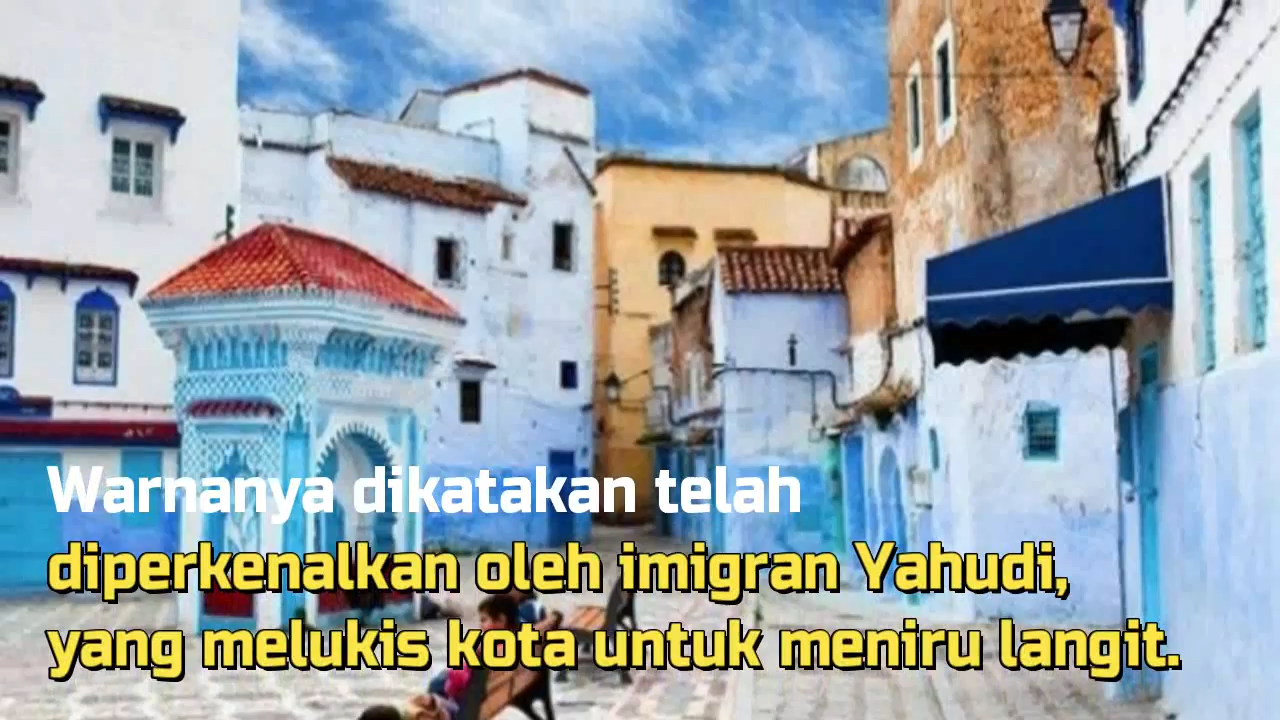 Warnanya dikatakan telah
diperkenalkan oleh imigran Yahudi,
yang melukis kota untuk meniru langit.